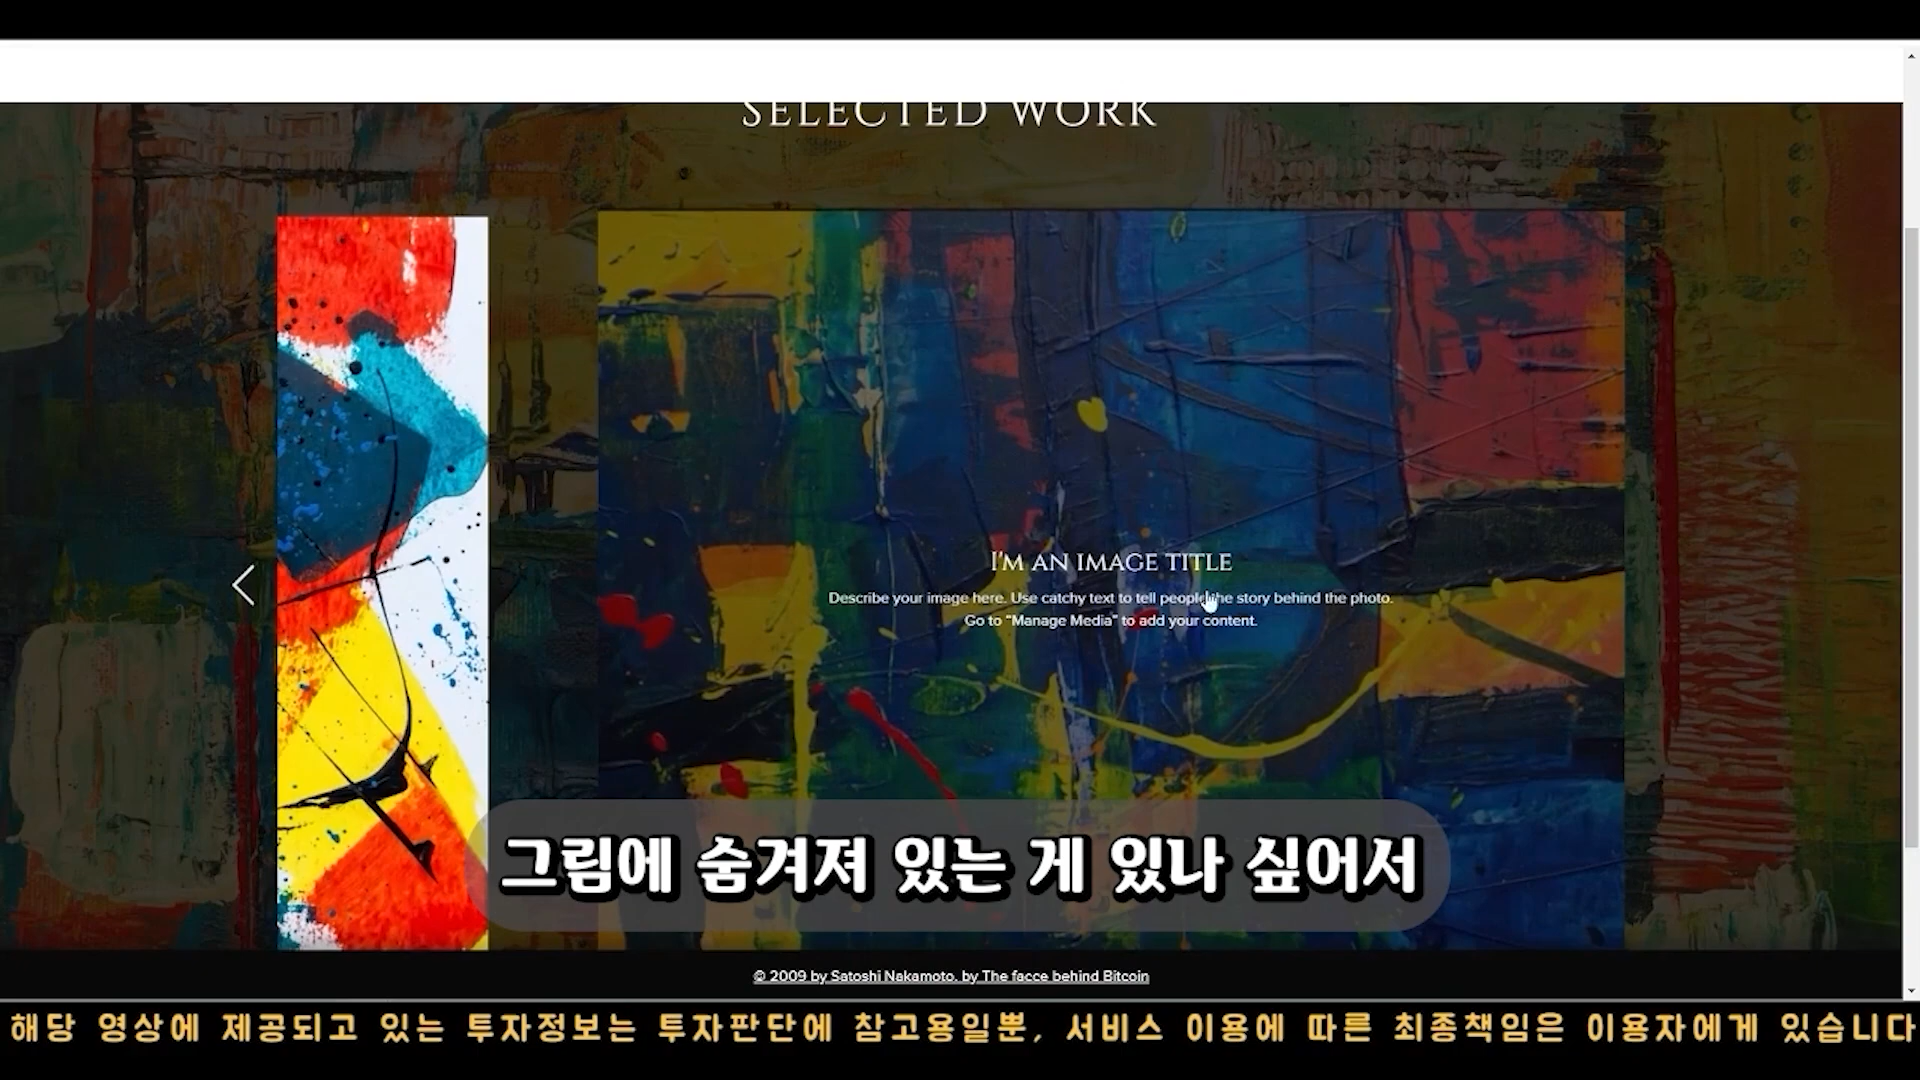 SELECTED WORK
I'M AN IMAGE TITLE
Describe your image here. Use catchy text to tell people the story behind the photo.
Go to “Manage Media” to add your content.
그림에 숨겨져 있는 게 있나 싶어서
© 2009 by Satoshi Nakamoto. by The facce behind Bitcoin
해당 영상에 제공되고 있는 투자정보는 투자판단에 참고용일뿐, 서비스 이용에 따른 최종책임은 이용자에게 있습니다